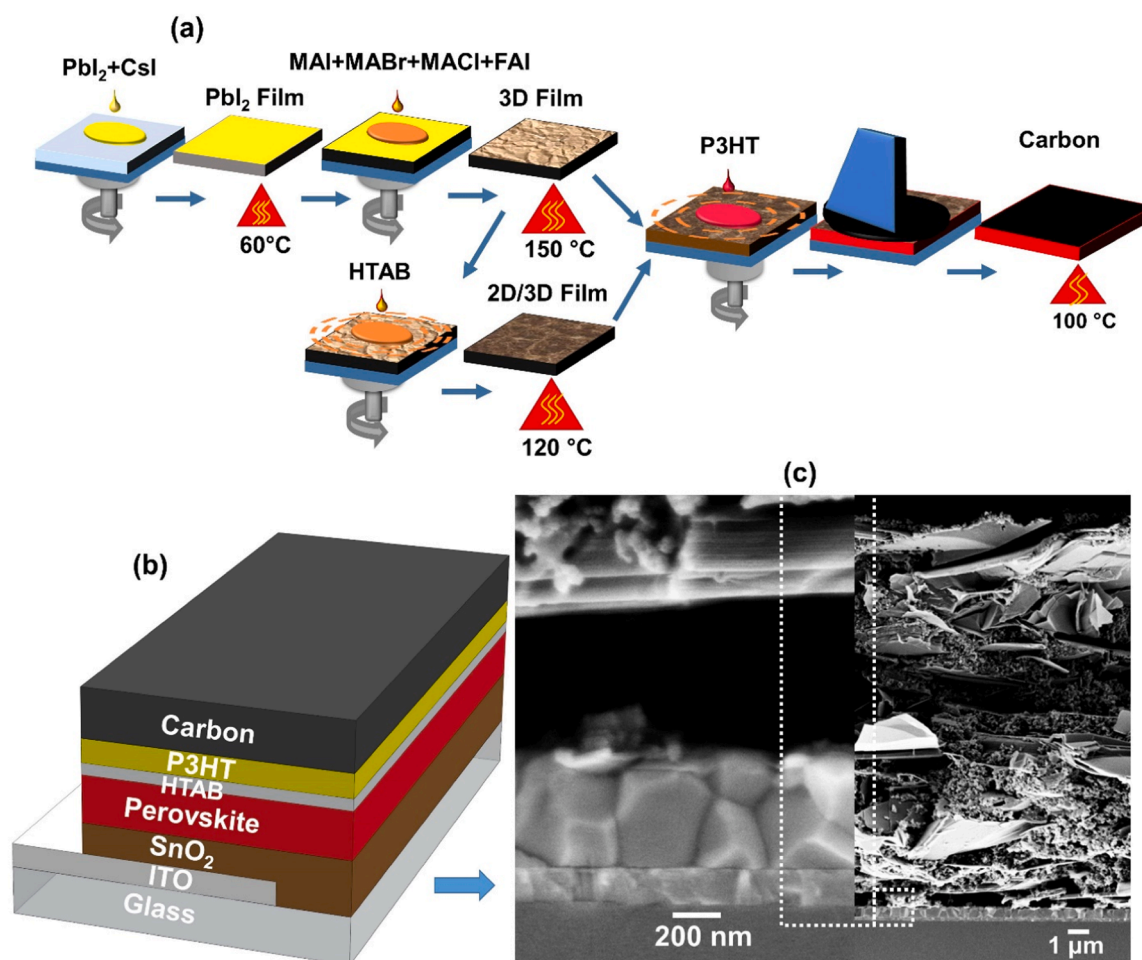 (a)
PbI₂+CsI
PbI₂ Film
MAI+MABr+MACl+FAI
3D Film
P3HT
Carbon
60°C
150 °C
100 °C
HTAB
2D/3D Film
120 °C
(b)
Carbon
P3HT
HTAB
Perovskite
SnO₂
ITO
Glass
(c)
200 nm
1 µm